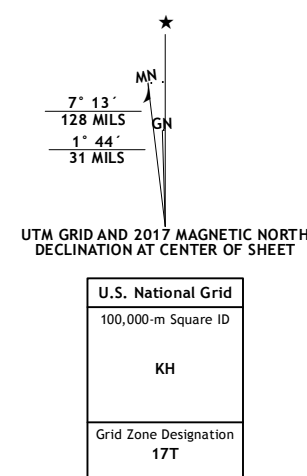 ★
MN
7° 13´
128 MILS
GN
1° 44´
31 MILS
UTM GRID AND 2017 MAGNETIC NORTH
DECLINATION AT CENTER OF SHEET
U.S. National Grid
100,000-m Square ID
KH
Grid Zone Designation
17T